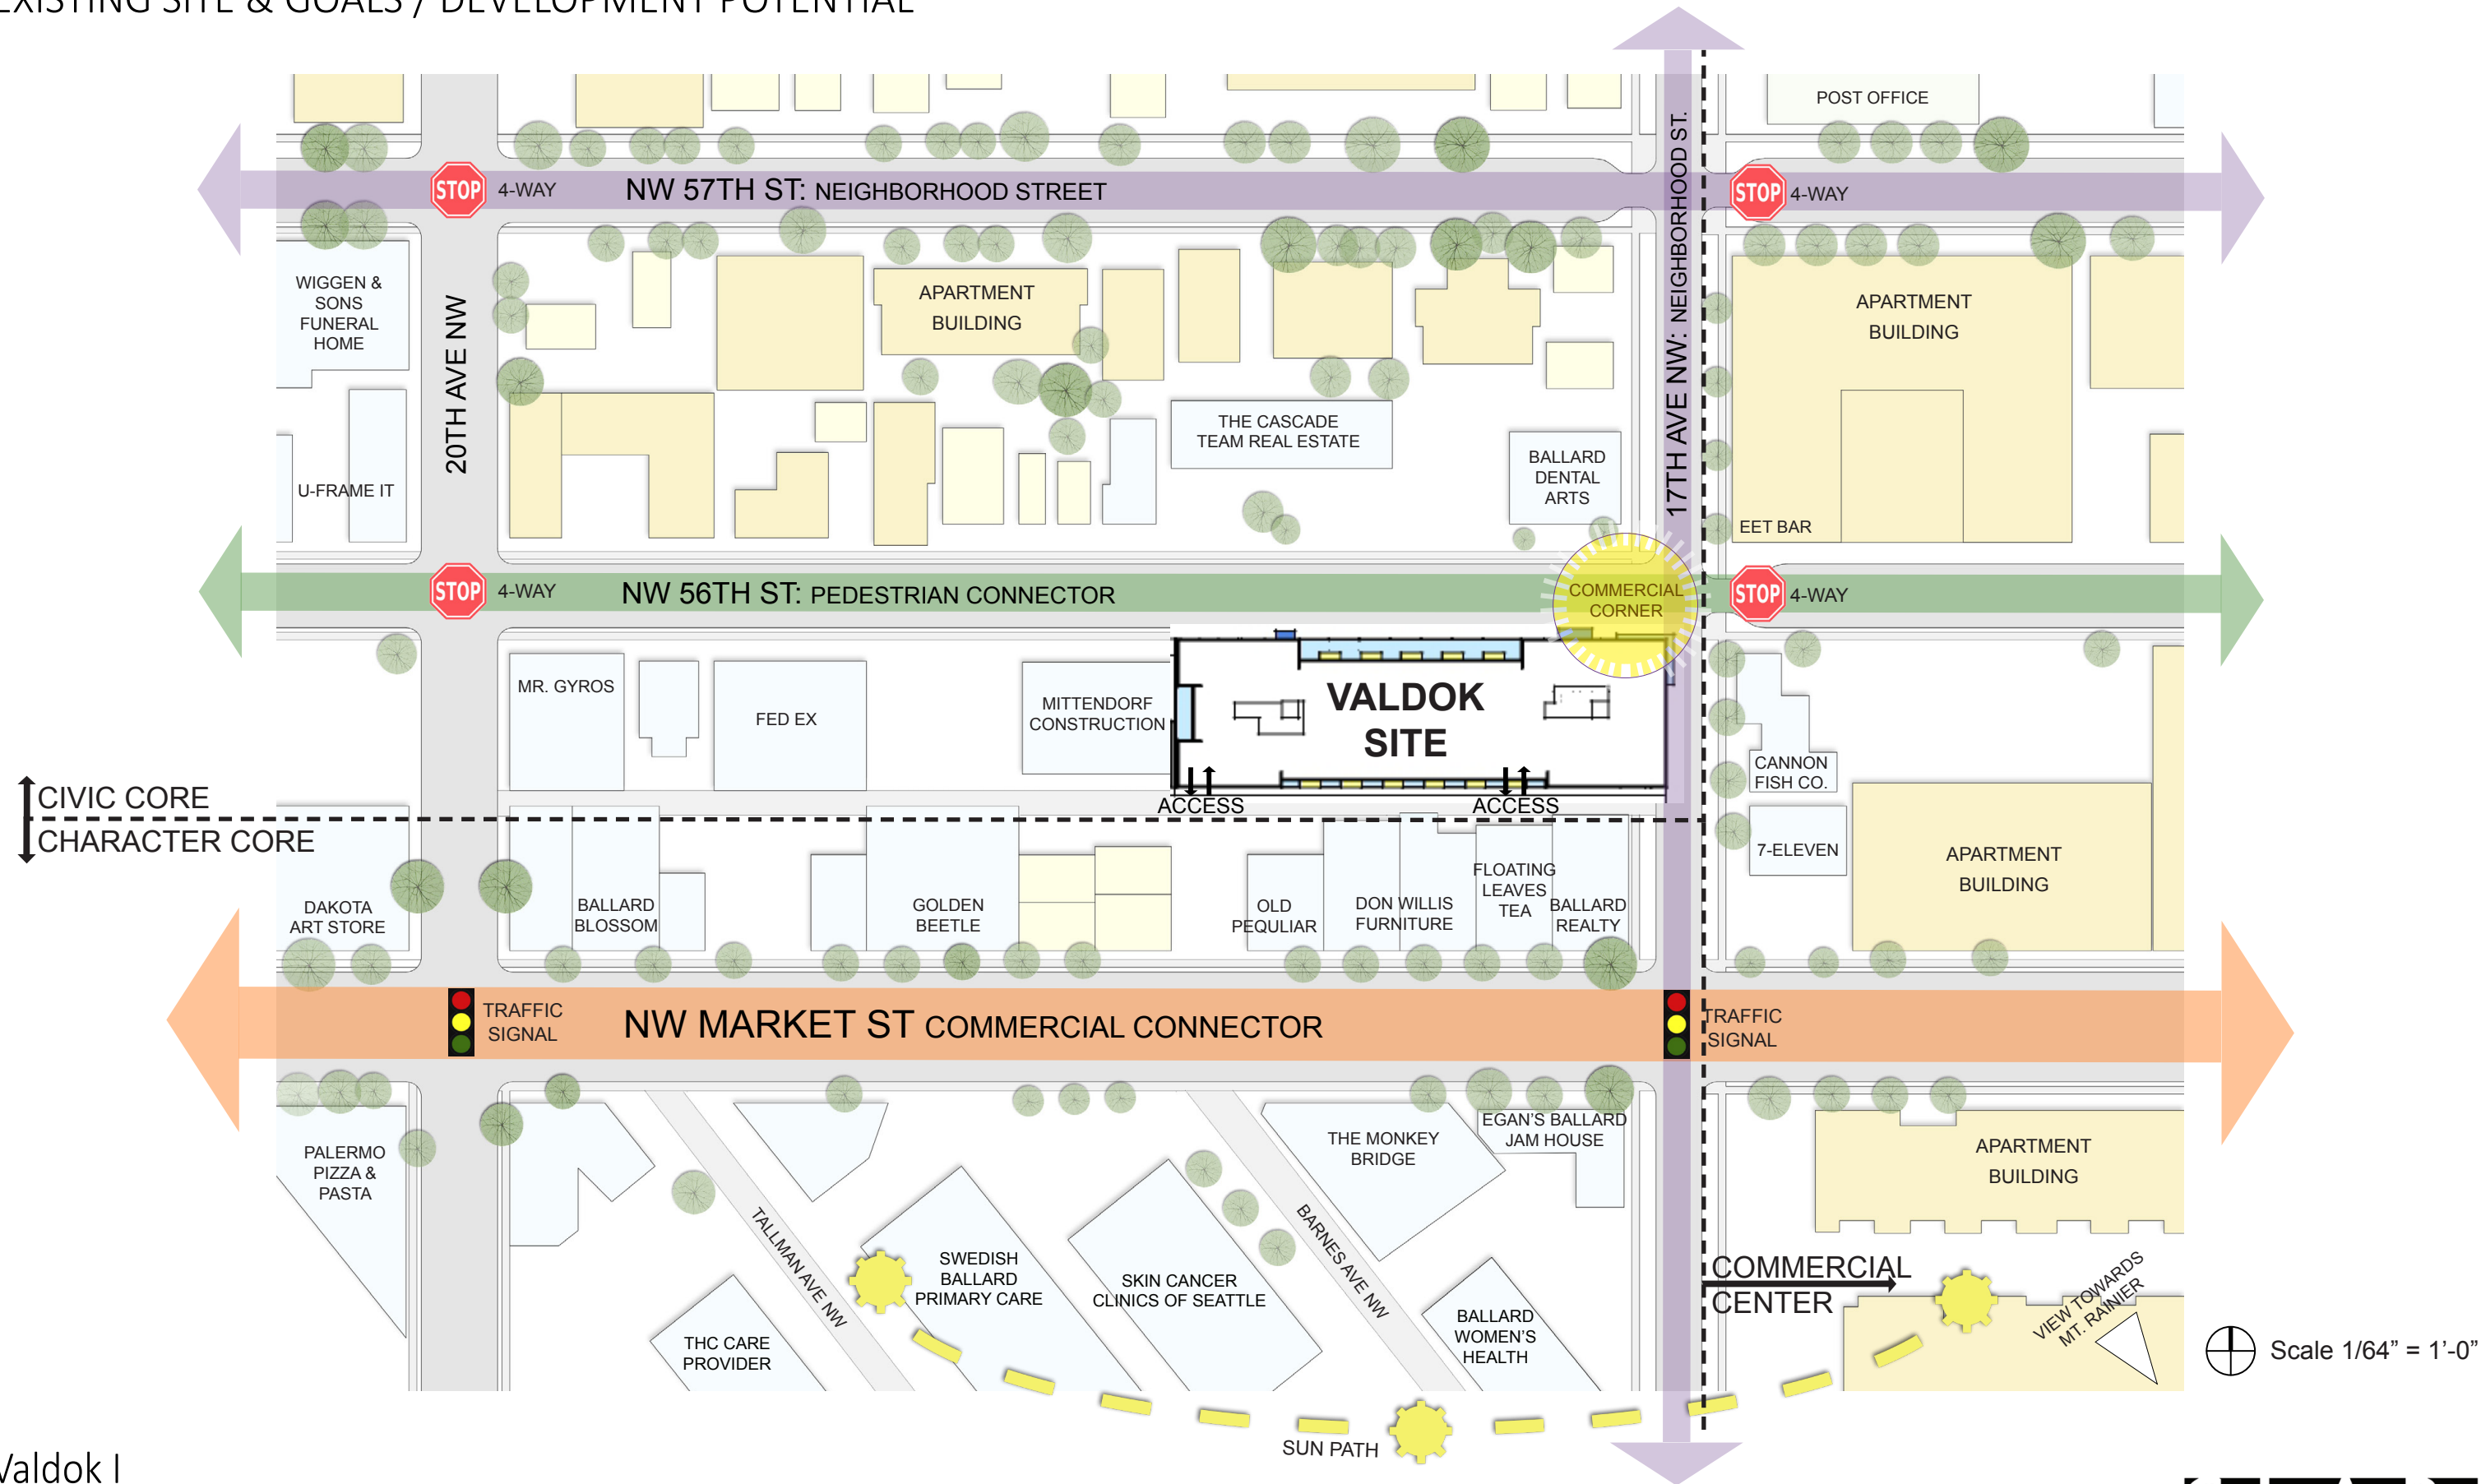 EXISTING SITE & GOALS / DEVELOPMENT POTENTIAL
POST OFFICE
STOP
4-WAY
NW 57TH ST: NEIGHBORHOOD STREET
STOP
4-WAY
17TH AVE NW: NEIGHBORHOOD ST.
20TH AVE NW
WIGGEN &
SONS
FUNERAL
HOME
APARTMENT
BUILDING
APARTMENT
BUILDING
THE CASCADE
TEAM REAL ESTATE
BALLARD
DENTAL
ARTS
U-FRAME IT
EET BAR
STOP
4-WAY
NW 56TH ST: PEDESTRIAN CONNECTOR
COMMERCIAL
CORNER
STOP
4-WAY
MR. GYROS
FED EX
MITTENDORF
CONSTRUCTION
VALDOK
SITE
CANNON
FISH CO.
ACCESS
ACCESS
CIVIC CORE
CHARACTER CORE
7-ELEVEN
APARTMENT
BUILDING
DAKOTA
ART STORE
BALLARD
BLOSSOM
GOLDEN
BEETLE
OLD
PEQULIAR
DON WILLIS
FURNITURE
FLOATING
LEAVES
TEA
BALLARD
REALTY
TRAFFIC
SIGNAL
NW MARKET ST COMMERCIAL CONNECTOR
TRAFFIC
SIGNAL
PALERMO
PIZZA &
PASTA
TALLMAN AVE NW
THE MONKEY
BRIDGE
EGAN'S BALLARD
JAM HOUSE
APARTMENT
BUILDING
BARNES AVE NW
SWEDISH
BALLARD
PRIMARY CARE
SKIN CANCER
CLINICS OF SEATTLE
THC CARE
PROVIDER
BALLARD
WOMEN'S
HEALTH
COMMERCIAL
CENTER
VIEW TOWARDS
MT. RAINIER
Scale 1/64" = 1'-0"
SUN PATH
Valdok I